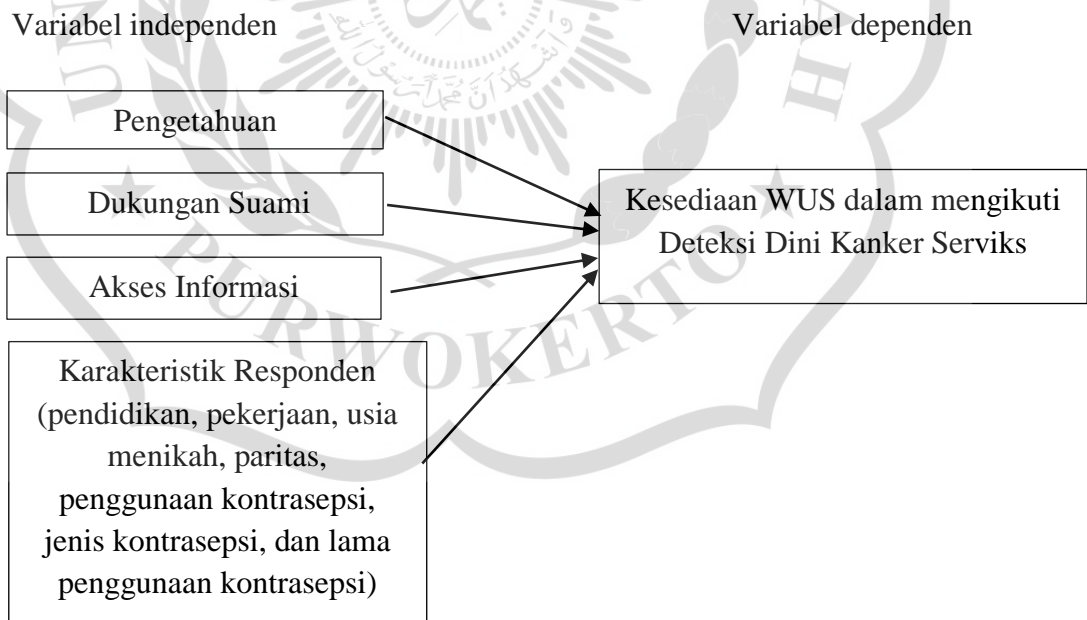 Variabel independen
Variabel dependen
Pengetahuan
Dukungan Suami
Akses Informasi
Karakteristik Responden
(pendidikan, pekerjaan, usia
menikah, paritas,
penggunaan kontrasepsi,
jenis kontrasepsi, dan lama
penggunaan kontrasepsi)
Kesediaan WUS dalam mengikuti
Deteksi Dini Kanker Serviks
PURWOKERTO